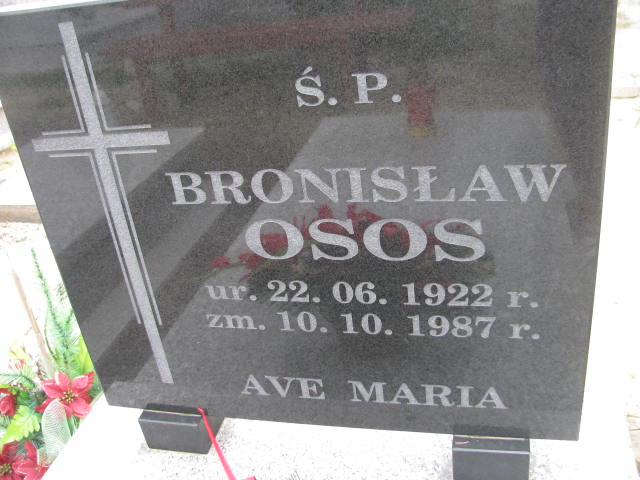 Ś. P.
BRONISŁAW
OSOS
ur. 22. 06. 1922 r.
zm. 10. 10. 1987 r.
AVE MARIA